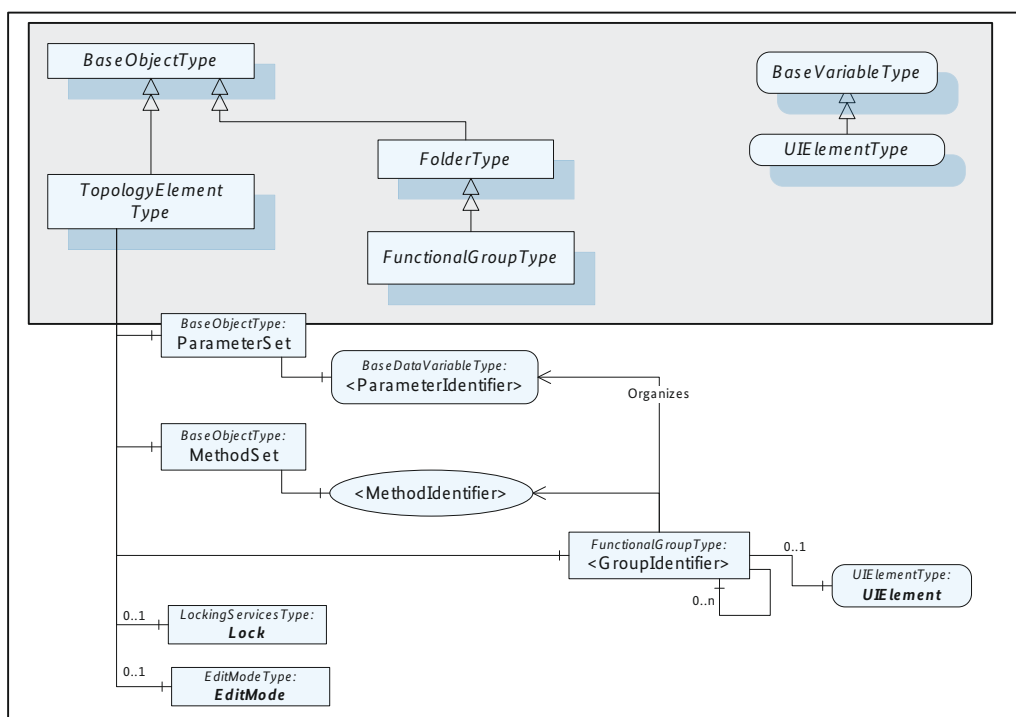 BaseObjectType
BaseVariableType
FolderType
UIElementType
TopologyElement
Type
FunctionalGroupType
BaseObjectType:
ParameterSet
BaseDataVariableType:
<ParameterIdentifier>
Organizes
BaseObjectType:
MethodSet
<MethodIdentifier>
FunctionalGroupType:
<GroupIdentifier>
0..1
UIElementType:
UIElement
0..n
0..1
LockingServicesType:
Lock
0..1
EditModeType:
EditMode